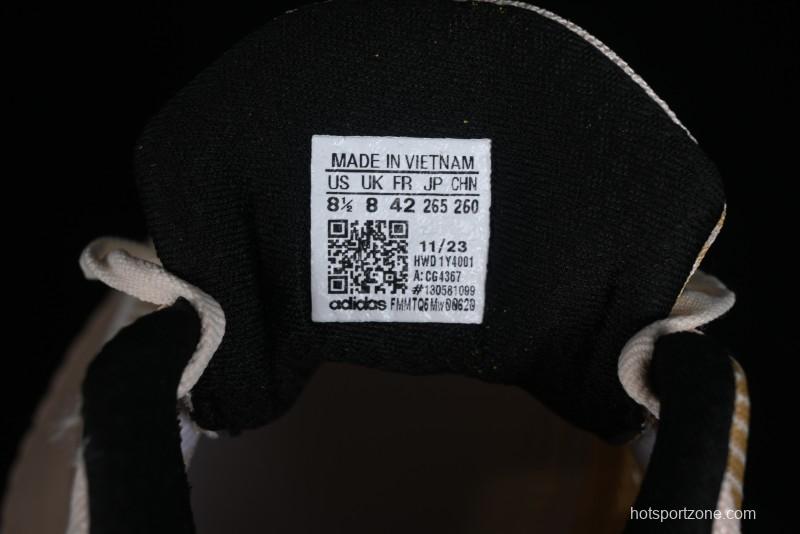 MADE IN VIETNAM
US UK FR JP CHN
8½ 8 42 265 260
11/23
HWD 1Y4001
A: CG4367
#130581099
adidas FMMTQ5Mw00620
hotsportzone.com